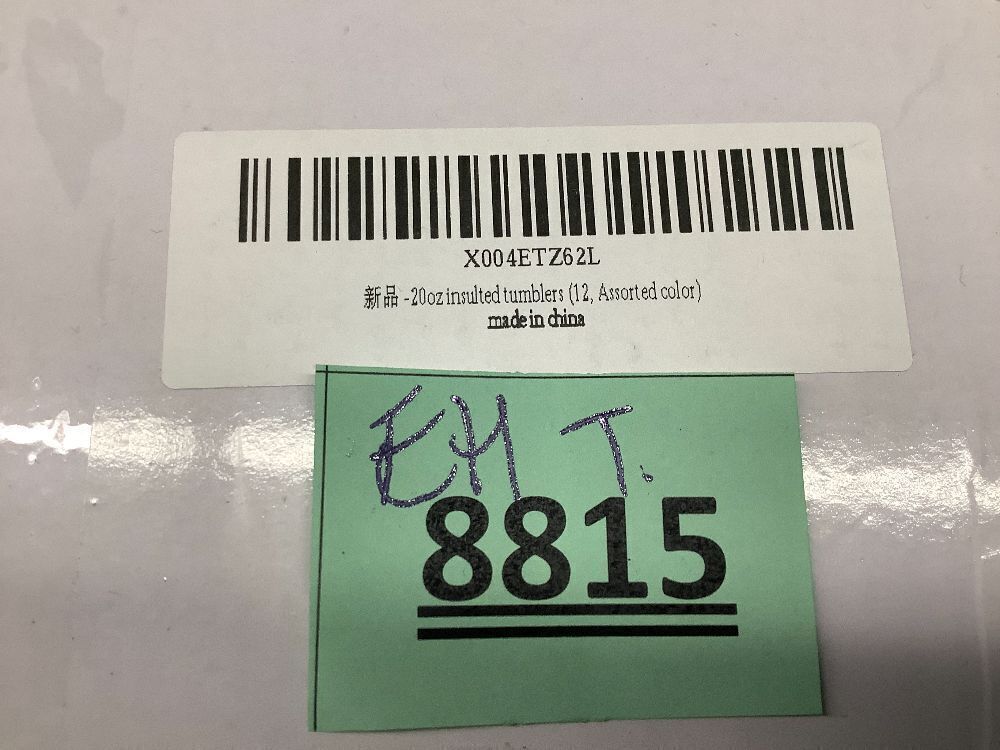 X004ETZ62L
新品 -20oz insulted tumblers (12, Assorted color)
made in china
EH T.
8815